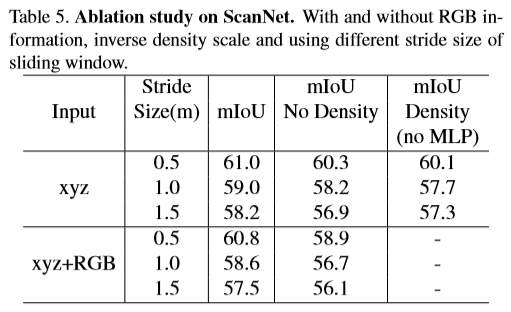 Table 5. Ablation study on ScanNet. With and without RGB in-
formation, inverse density scale and using different stride size of
sliding window.
Input Stride Size(m) mIoU mIoU No Density mIoU Density (no MLP)
xyz 0.5 61.0 60.3 60.1
1.0 59.0 58.2 57.7
1.5 58.2 56.9 57.3
xyz+RGB 0.5 60.8 58.9 -
1.0 58.6 56.7 -
1.5 57.5 56.1 -